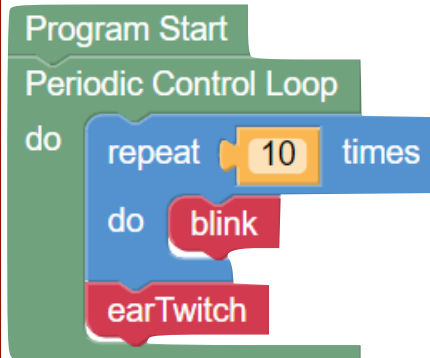 Program Start
Periodic Control Loop
do
repeat 10 times
do blink
earTwitch